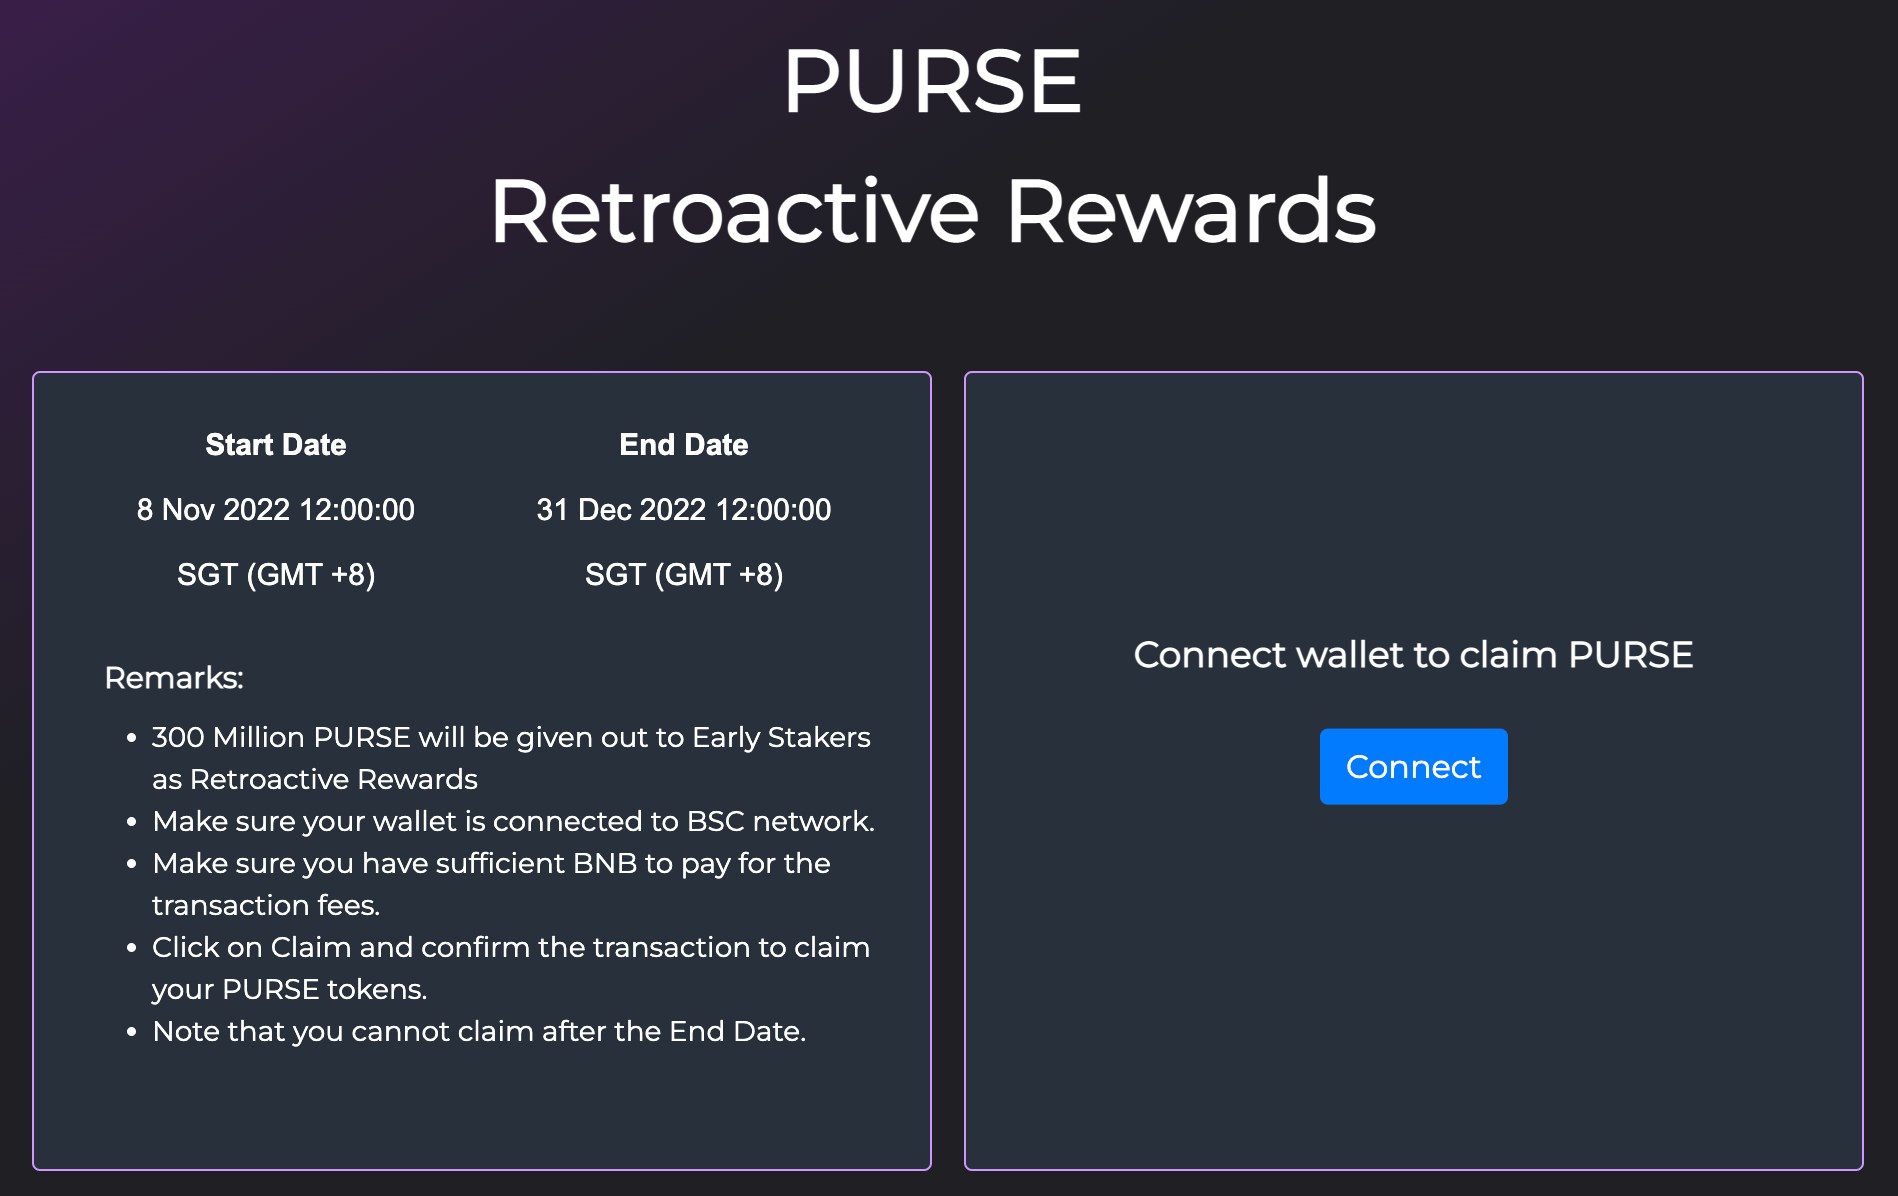 PURSE
Retroactive Rewards
Start Date
8 Nov 2022 12:00:00
SGT (GMT +8)
End Date
31 Dec 2022 12:00:00
SGT (GMT +8)
Remarks:
• 300 Million PURSE will be given out to Early Stakers
as Retroactive Rewards
• Make sure your wallet is connected to BSC network.
• Make sure you have sufficient BNB to pay for the
transaction fees.
• Click on Claim and confirm the transaction to claim
your PURSE tokens.
• Note that you cannot claim after the End Date.
Connect wallet to claim PURSE
Connect